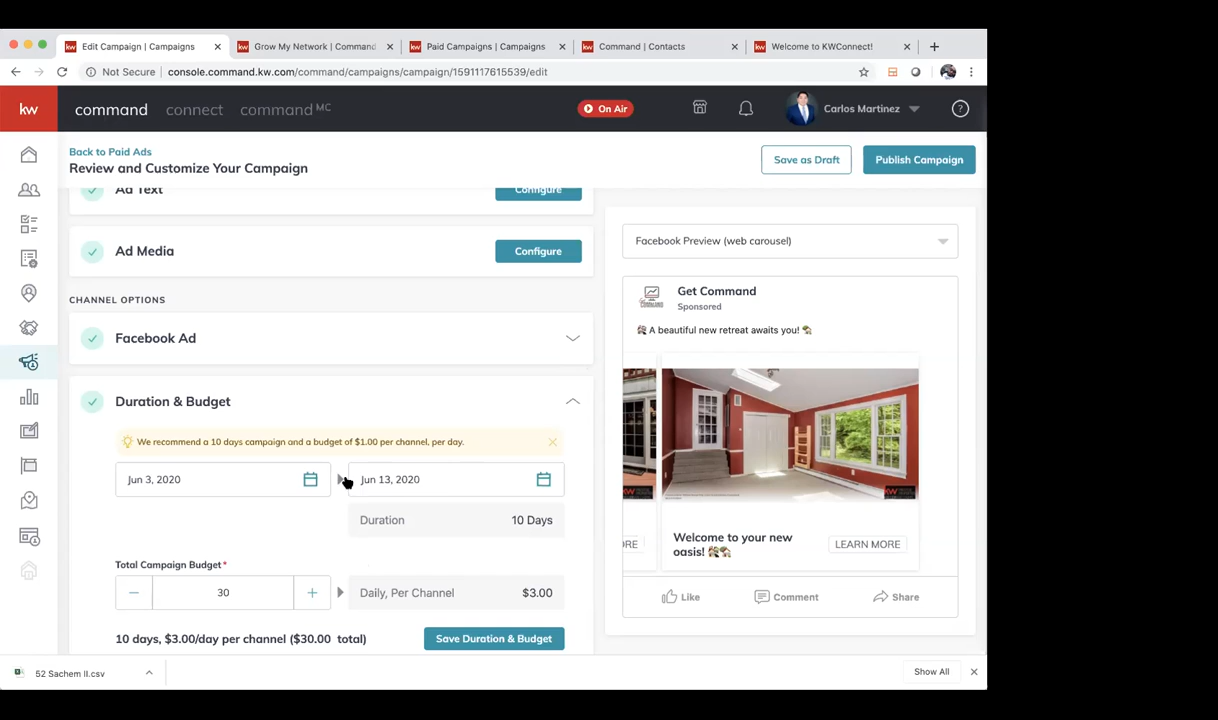 Edit Campaign | Campaigns
Grow My Network | Command
Paid Campaigns | Campaigns
Command | Contacts
Welcome to KWConnect!
Not Secure | console.command.kw.com/command/campaigns/campaign/1591117615539/edit
kw command connect command MC On Air Carlos Martinez ?
Back to Paid Ads
Review and Customize Your Campaign
Save as Draft
Publish Campaign
Ad Text
Configure
Ad Media
Configure
CHANNEL OPTIONS
Facebook Ad
Duration & Budget
We recommend a 10 days campaign and a budget of $1.00 per channel, per day.
Jun 3, 2020
Jun 13, 2020
Duration 10 Days
Total Campaign Budget*
30
Daily, Per Channel $3.00
10 days, $3.00/day per channel ($30.00 total)
Save Duration & Budget
Facebook Preview (web carousel)
Get Command
Sponsored
A beautiful new retreat awaits you!
kw
kw
ORE
Welcome to your new
oasis!
LEARN MORE
Like
Comment
Share
52 Sachem II.csv
Show All